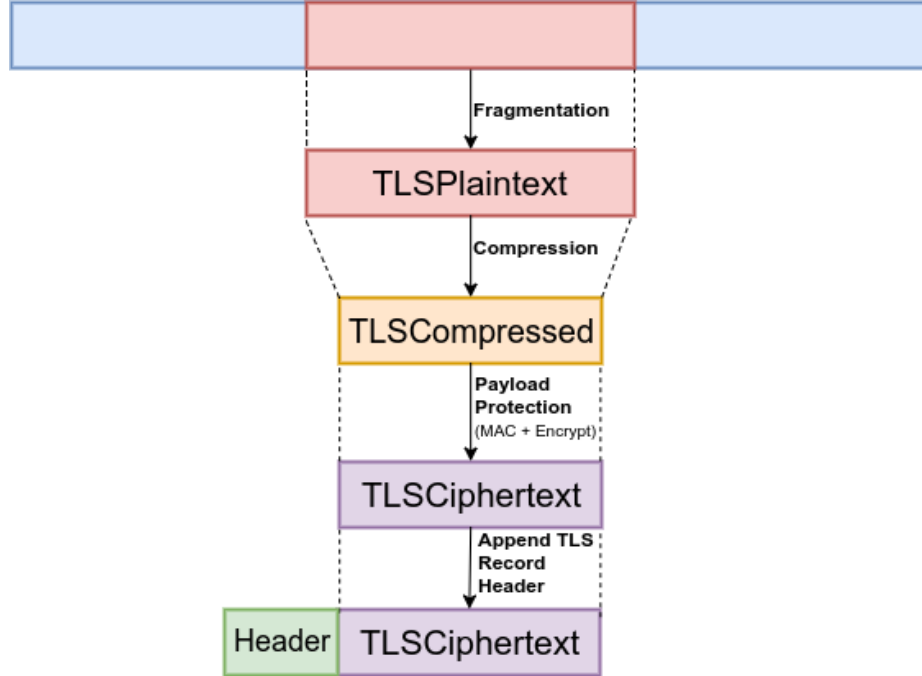 Fragmentation
TLSPlaintext
Compression
TLSCompressed
Payload
Protection
(MAC + Encrypt)
TLSCiphertext
Append TLS
Record
Header
Header
TLSCiphertext